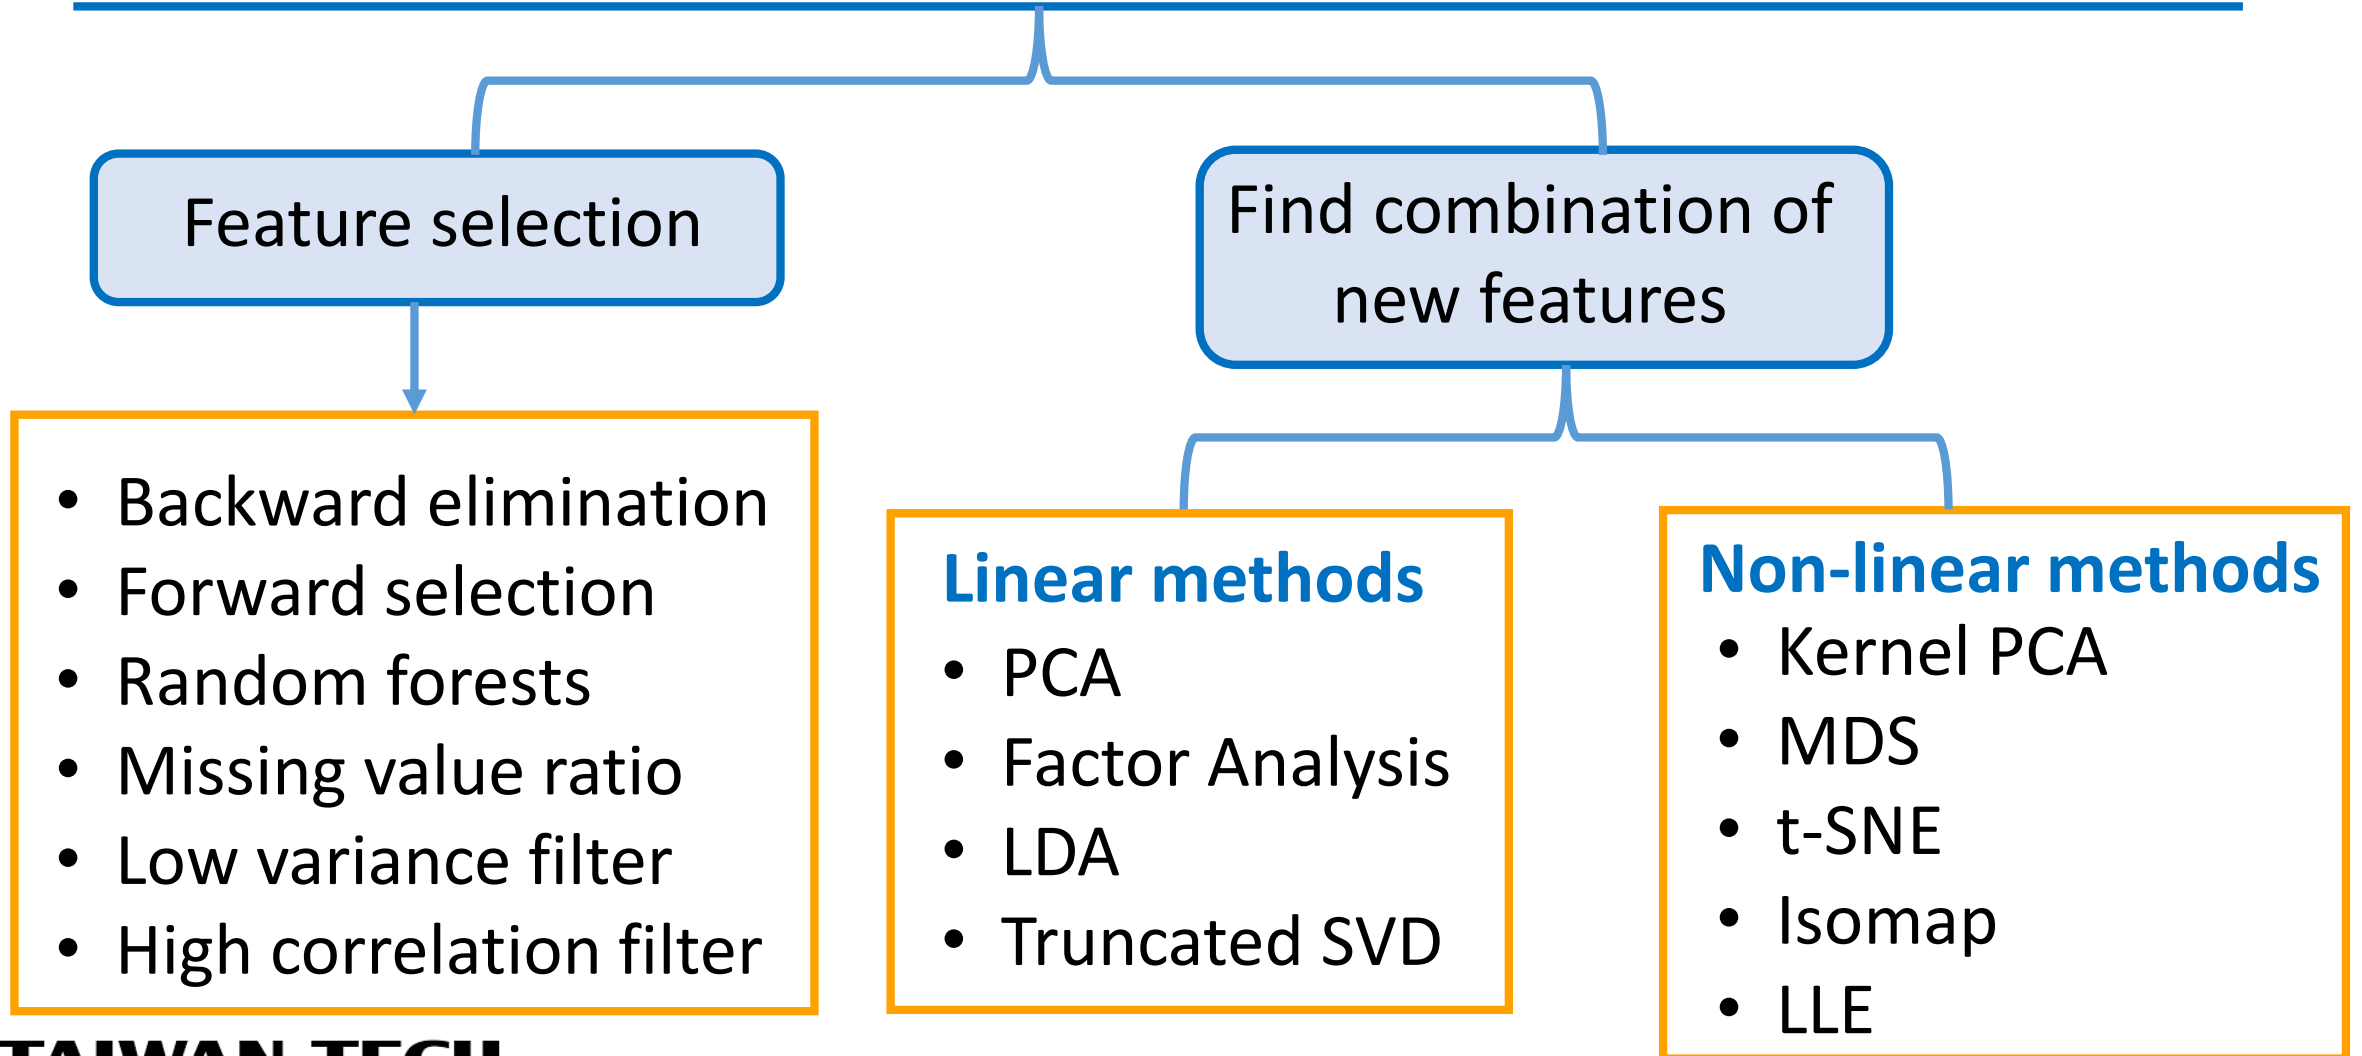 Feature selection
Find combination of
new features
• Backward elimination
• Forward selection
• Random forests
• Missing value ratio
• Low variance filter
• High correlation filter
Linear methods
• PCA
• Factor Analysis
• LDA
• Truncated SVD
Non-linear methods
• Kernel PCA
• MDS
• t-SNE
• Isomap
• LLE
TAIWAN TECH